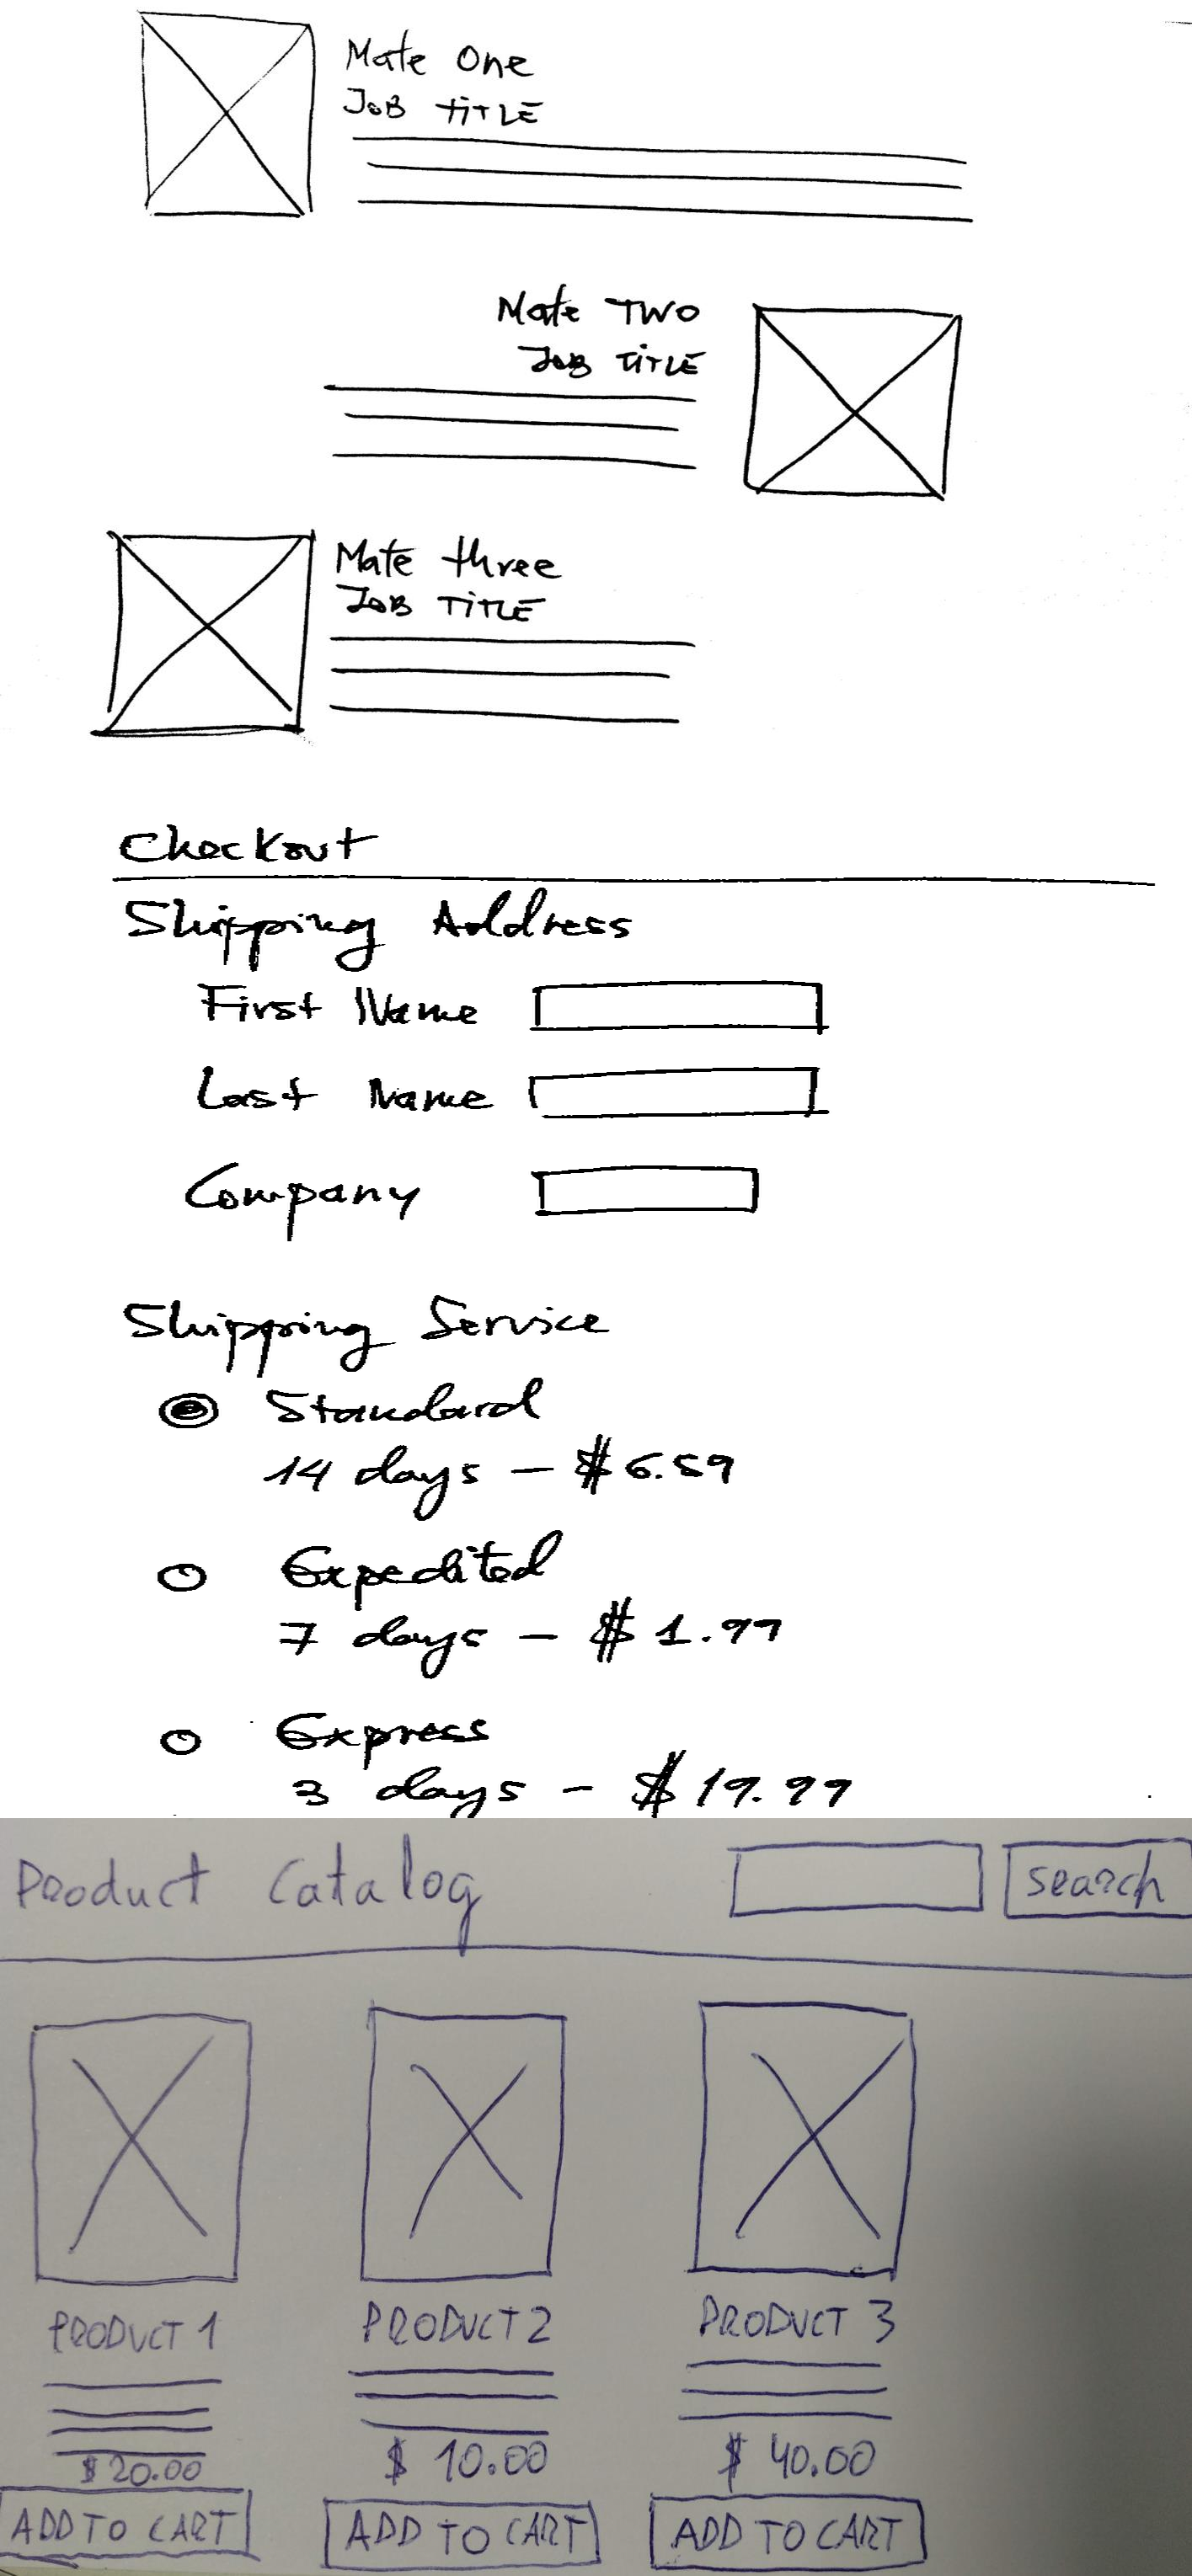 Mate One
JOB TiTLE
Mate TWO
JOB TITLE
Mate three
JOB TiTLE
Checkout
Shipping Address
First Name
Last Name
Company
Shipping Service
Standard
14 days - $ 6.59
Expedited
7 days - $ 1.99
Express
3 days - $ 19.99
Product Catalog
search
PRODUCT 1 PRODUCT 2 PRODUCT 3
$ 20.00 $ 10.00 $ 40.00
ADD TO CART ADD TO CART ADD TO CART